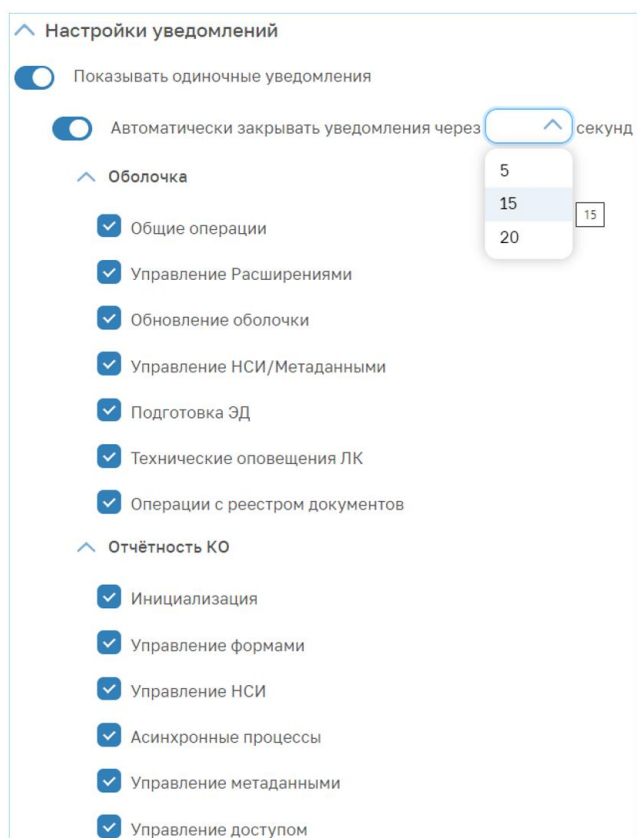 Настройки уведомлений
Показывать одиночные уведомления
Автоматически закрывать уведомления через секунд
5
15
15
20
Оболочка
Общие операции
Управление Расширениями
Обновление оболочки
Управление НСИ/Метаданными
Подготовка ЭД
Технические оповещения ЛК
Операции с реестром документов
Отчётность КО
Инициализация
Управление формами
Управление НСИ
Асинхронные процессы
Управление метаданными
Управление доступом